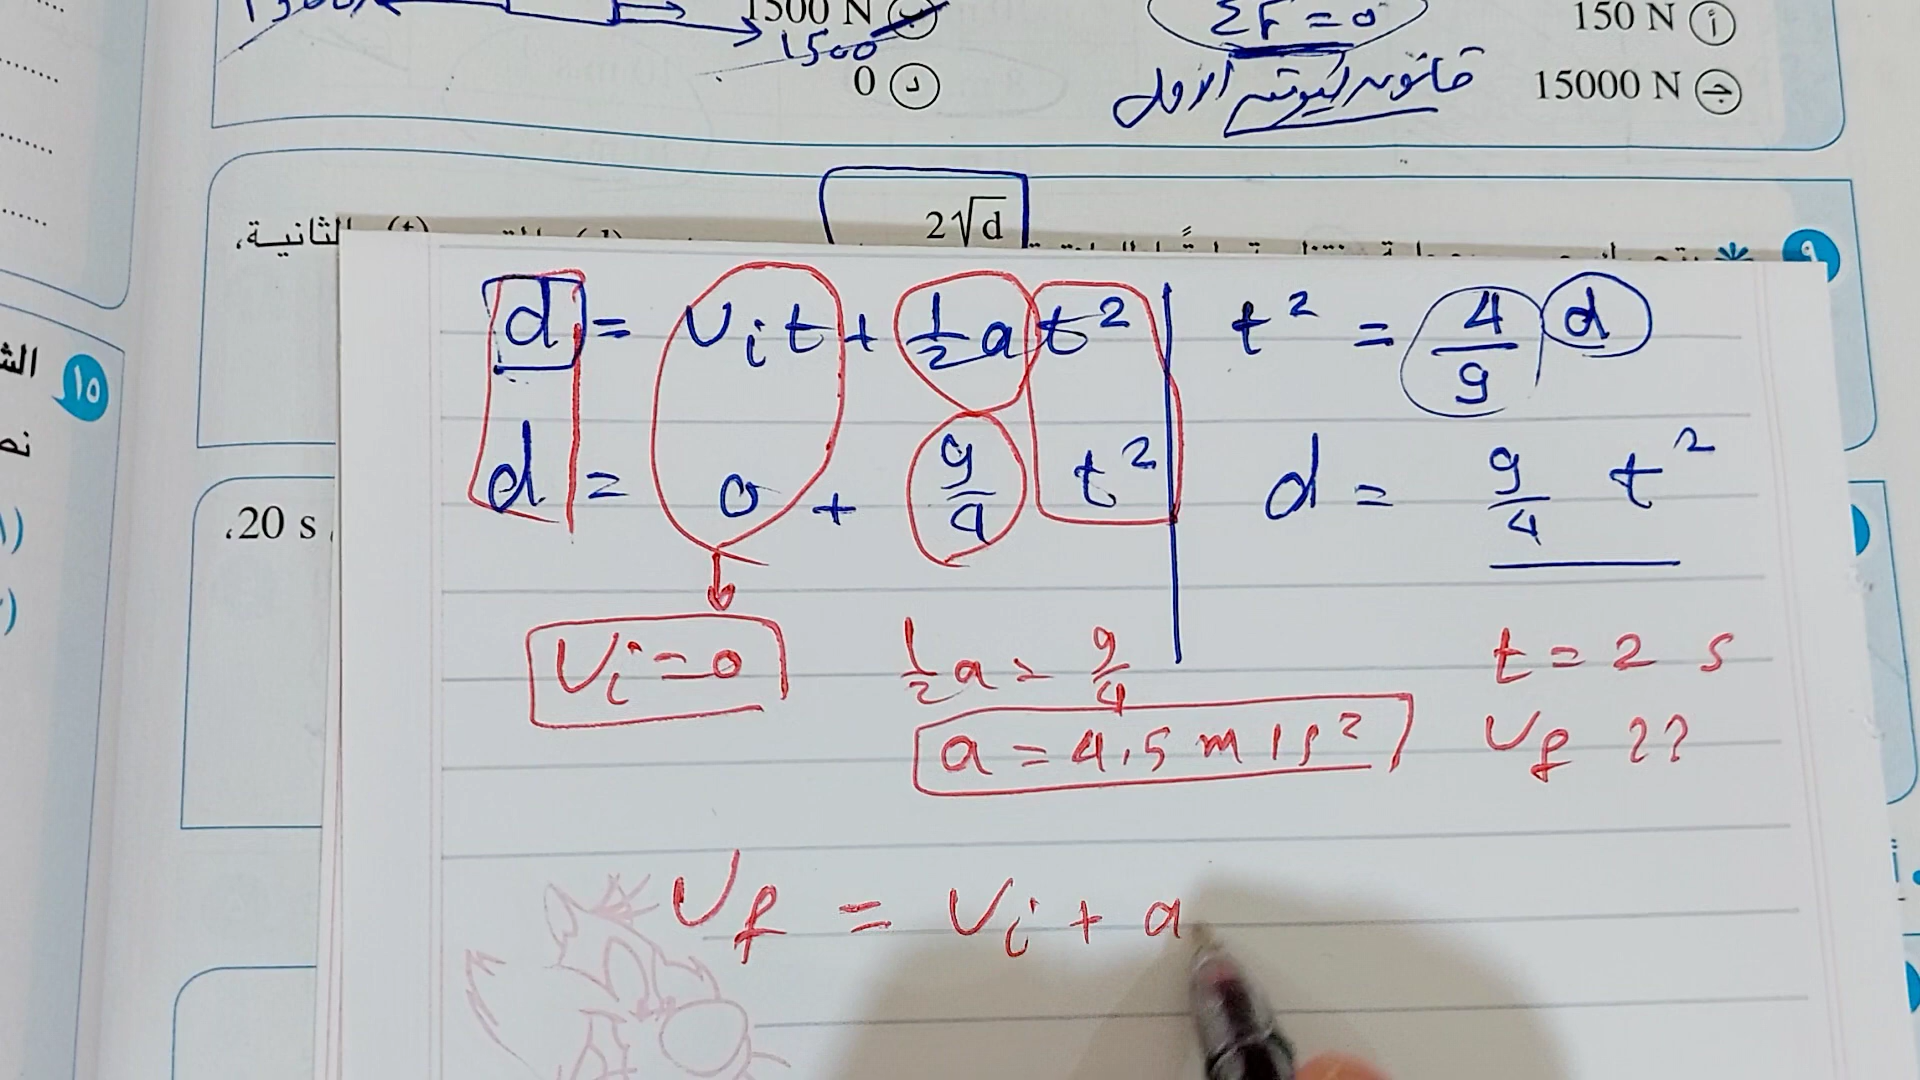 150 N أ
1500 N ب
1500
ΣF = 0
15000 N جـ
0 د
قانون نيوتن الأول
٩
2√d
(t) الثانية،
d = Vit + ½at²
t² = 4/9 d
d = 0 + 9/4 t²
d = 9/4 t²
20 s،
١٥
Vi = 0
½a = 9/4
t = 2 s
a = 4.5 m/s²
Vf ??
Vf = Vi + a